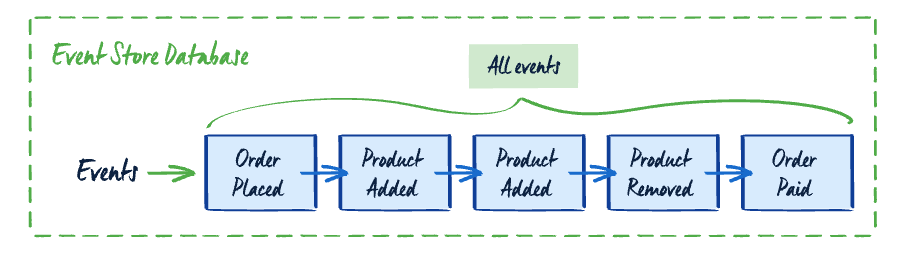 Event Store Database
All events
Events
Order
Placed
Product
Added
Product
Added
Product
Removed
Order
Paid